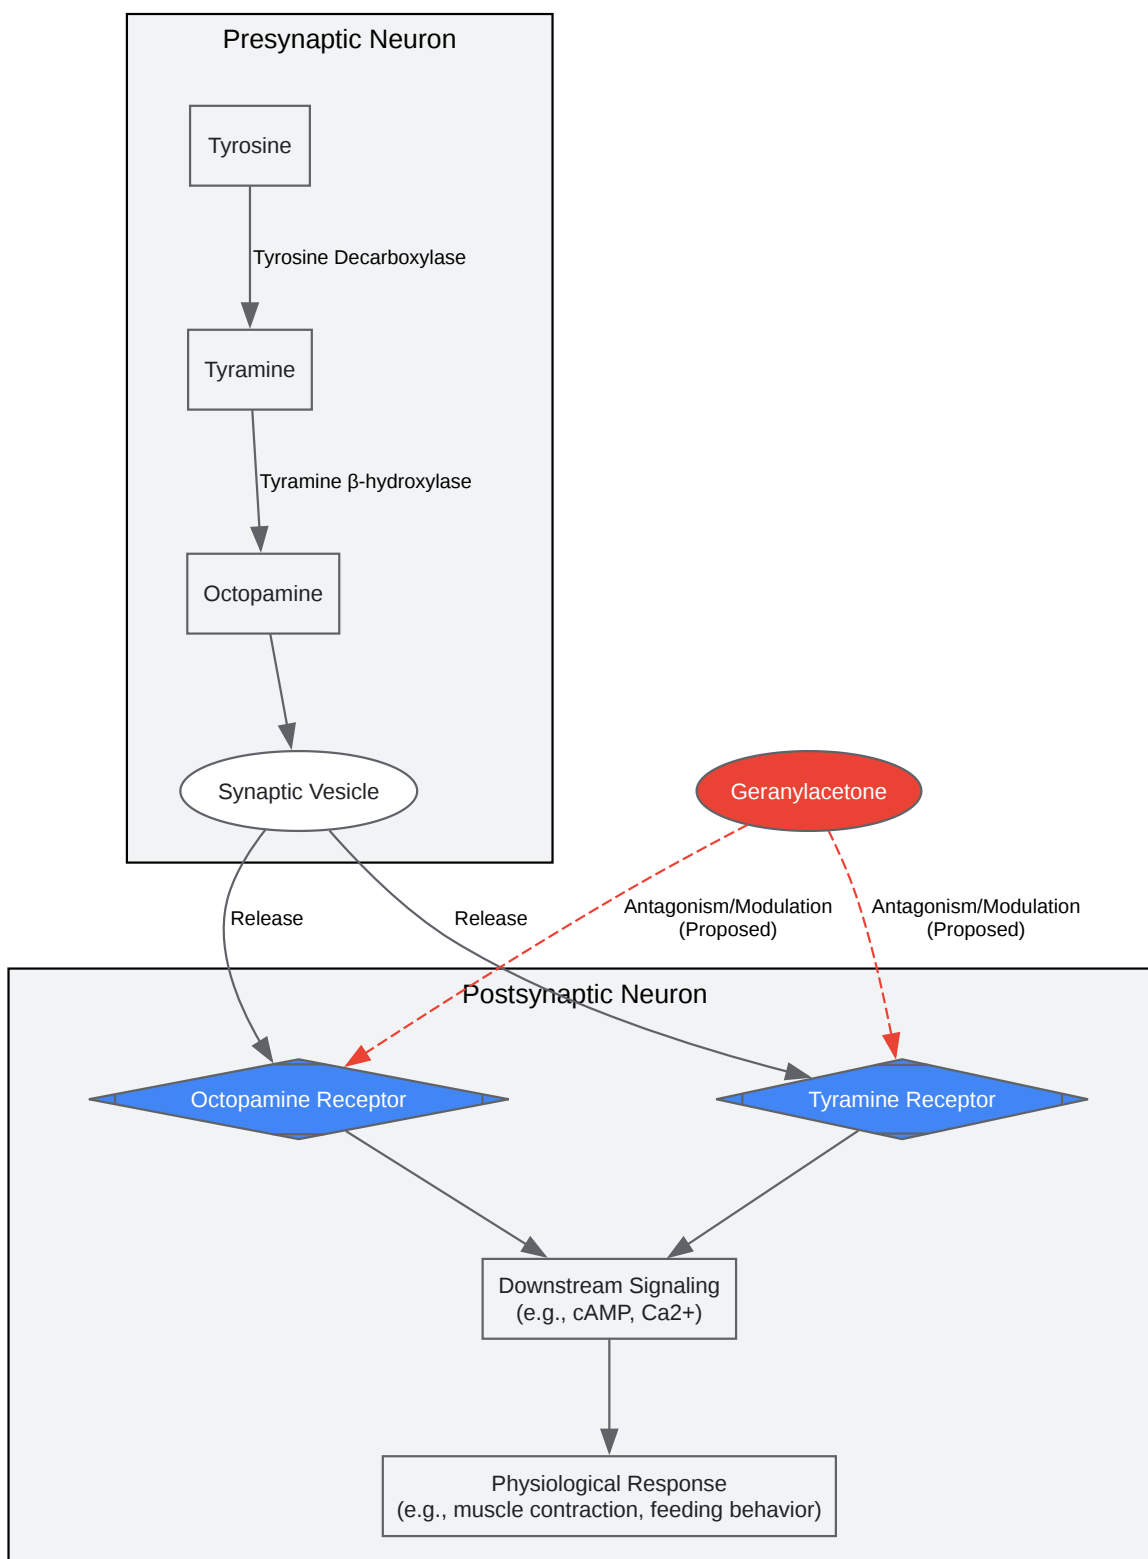 Presynaptic Neuron
Tyrosine
Tyrosine Decarboxylase
Tyramine
Tyramine β-hydroxylase
Octopamine
Synaptic Vesicle
Geranylacetone
Release
Release
Antagonism/Modulation
(Proposed)
Antagonism/Modulation
(Proposed)
Postsynaptic Neuron
Octopamine Receptor
Tyramine Receptor
Downstream Signaling
(e.g., cAMP, Ca2+)
Physiological Response
(e.g., muscle contraction, feeding behavior)